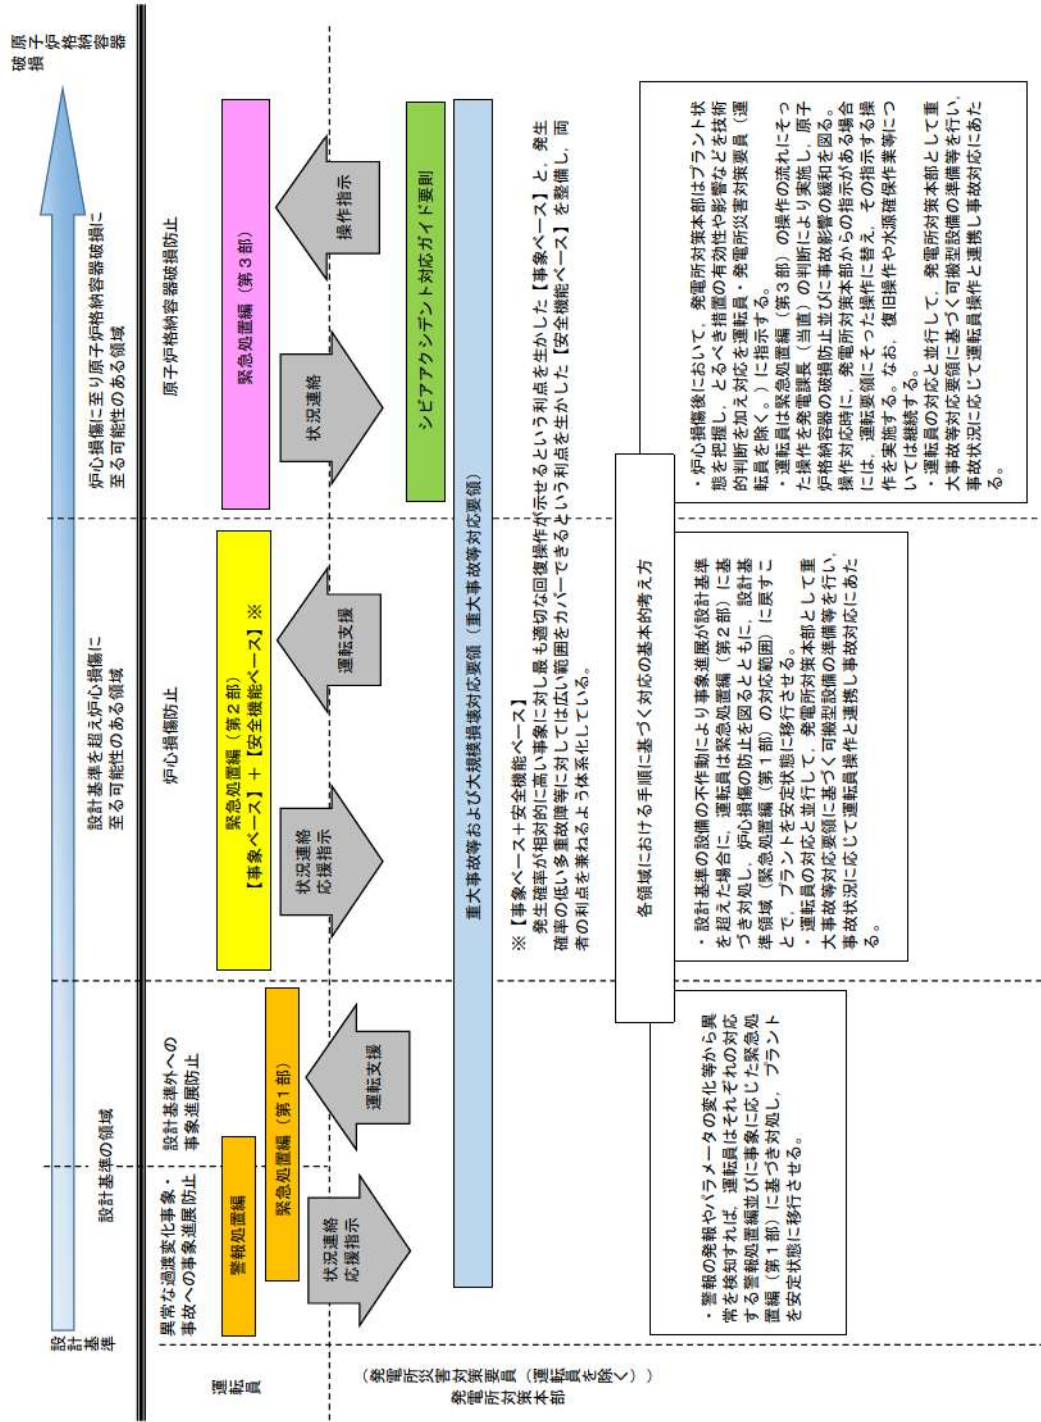 設計基準
原子炉格納容器
破損
設計基準の領域
設計基準を超え炉心損傷に
至る可能性のある領域
炉心損傷に至り原子炉格納容器破損に
至る可能性のある領域
異常な過渡変化事象・
事故への事象進展防止
設計基準外への
事象進展防止
炉心損傷防止
原子炉格納容器破損防止
運転員
警報処置編
緊急処置編(第1部)
緊急処置編(第2部)
【事象ベース】+【安全機能ベース】※
緊急処置編(第3部)
状況連絡
応援指示
運転支援
状況連絡
応援指示
運転支援
状況連絡
操作指示
(発電所災害対策要員(運転員を除く))
発電所対策本部
シビアアクシデント対応ガイド要則
重大事故等および大規模損壊対応要領(重大事故等対応要領)
※【事象ベース+安全機能ベース】
発生確率が相対的に高い事象に対し最も適切な回復操作が示せるという利点を生かした【事象ベース】と,発生
確率の低い多重故障等に対しては広い範囲をカバーできるという利点を生かした【安全機能ベース】を整備し,両
者の利点を兼ねるよう体系化している。
各領域における手順に基づく対応の基本的考え方
・警報の発報やパラメータの変化等から異
常を検知すれば,運転員はそれぞれの対応
する警報処置編並びに事象に応じた緊急処
置編(第1部)に基づき対処し,プラント
を安定状態に移行させる。
・設計基準の設備の不作動により事象進展が設計基準
を超えた場合に,運転員は緊急処置編(第2部)に基
づき対処し,炉心損傷の防止を図るとともに,設計基
準領域(緊急処置編(第1部)の対応範囲)に戻すこ
とで,プラントを安定状態に移行させる。
・運転員の対応と並行して,発電所対策本部として重
大事故等対応要領に基づく可搬型設備の準備等を行い,
事故状況に応じて運転員操作と連携し事故対応にあた
る。
・炉心損傷後において,発電所対策本部はプラント状
態を把握し,とるべき措置の有効性や影響などを技術
的判断を加え対応を運転員・発電所災害対策要員(運
転員を除く。)に指示する。
・運転員は緊急処置編(第3部)の操作の流れにそっ
た操作を発電課長(当直)の判断により実施し,原子
炉格納容器の破損防止並びに事故影響の緩和を図る。
操作対応時に,発電所対策本部からの指示がある場合
には,運転要領にそった操作に替え,その指示する操
作を実施する。なお,復旧操作や水源確保作業等につ
いては継続する。
・運転員の対応と並行して,発電所対策本部として重
大事故等対応要領に基づく可搬型設備の準備等を行い,
事故状況に応じて運転員操作と連携し事故対応にあた
る。